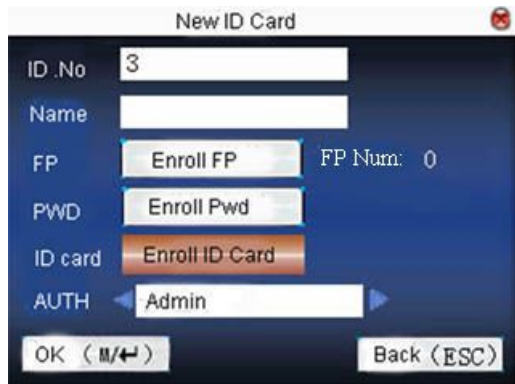 New ID Card
ID .No 3
Name
FP Enroll FP FP Num: 0
PWD Enroll Pwd
ID card Enroll ID Card
AUTH Admin
OK (M/↵) Back (ESC)